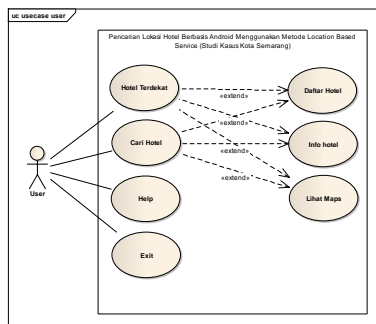 uc usecase user
Pencarian Lokasi Hotel Berbasis Android Menggunakan Metode Location Based
Service (Studi Kasus Kota Semarang)
Hotel Terdekat
Daftar Hotel
«extend»
«extend»
Cari Hotel
Info hotel
«extend»
«extend»
User
Help
Lihat Maps
Exit